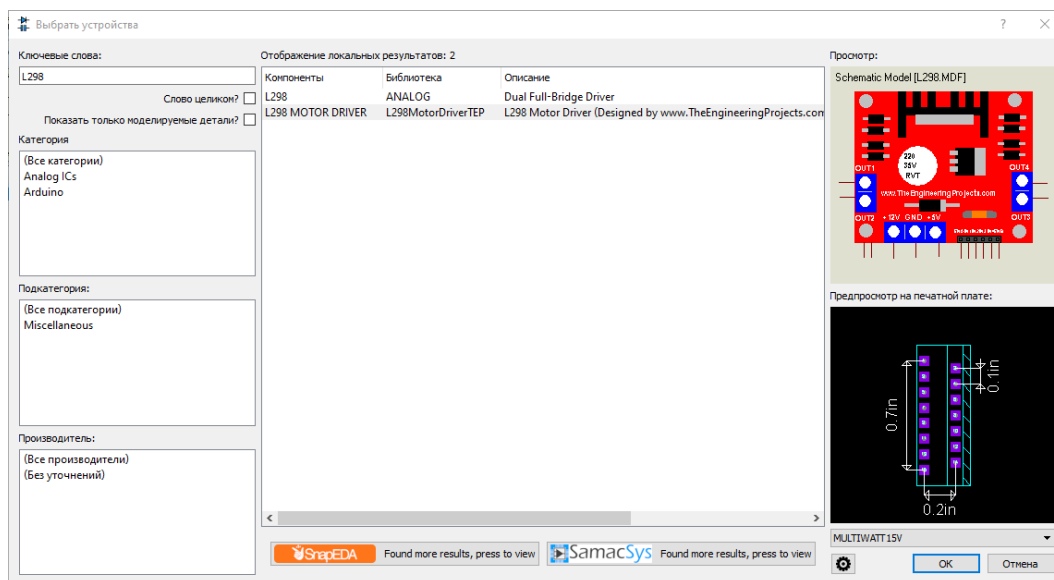 Выбрать устройства
Ключевые слова:
L298
Слово целиком?
Показать только моделируемые детали?
Категория
(Все категории)
Analog ICs
Arduino
Подкатегория:
(Все подкатегории)
Miscellaneous
Производитель:
(Все производители)
(Без уточнений)
Отображение локальных результатов: 2
Компоненты Библиотека Описание
L298 ANALOG Dual Full-Bridge Driver
L298 MOTOR DRIVER L298MotorDriverTEP L298 Motor Driver (Designed by www.TheEngineeringProjects.com
SnapEDA Found more results, press to view
SamacSys Found more results, press to view
Просмотр:
Schematic Model [L298.MDF]
220
35V
RVT
OUT1 OUT4
www.TheEngineeringProjects.com
OUT2 +12V GND +5V OUT3
Предпросмотр на печатной плате:
0.7in
0.1in
0.2in
MULTIWATT15V
OK Отмена